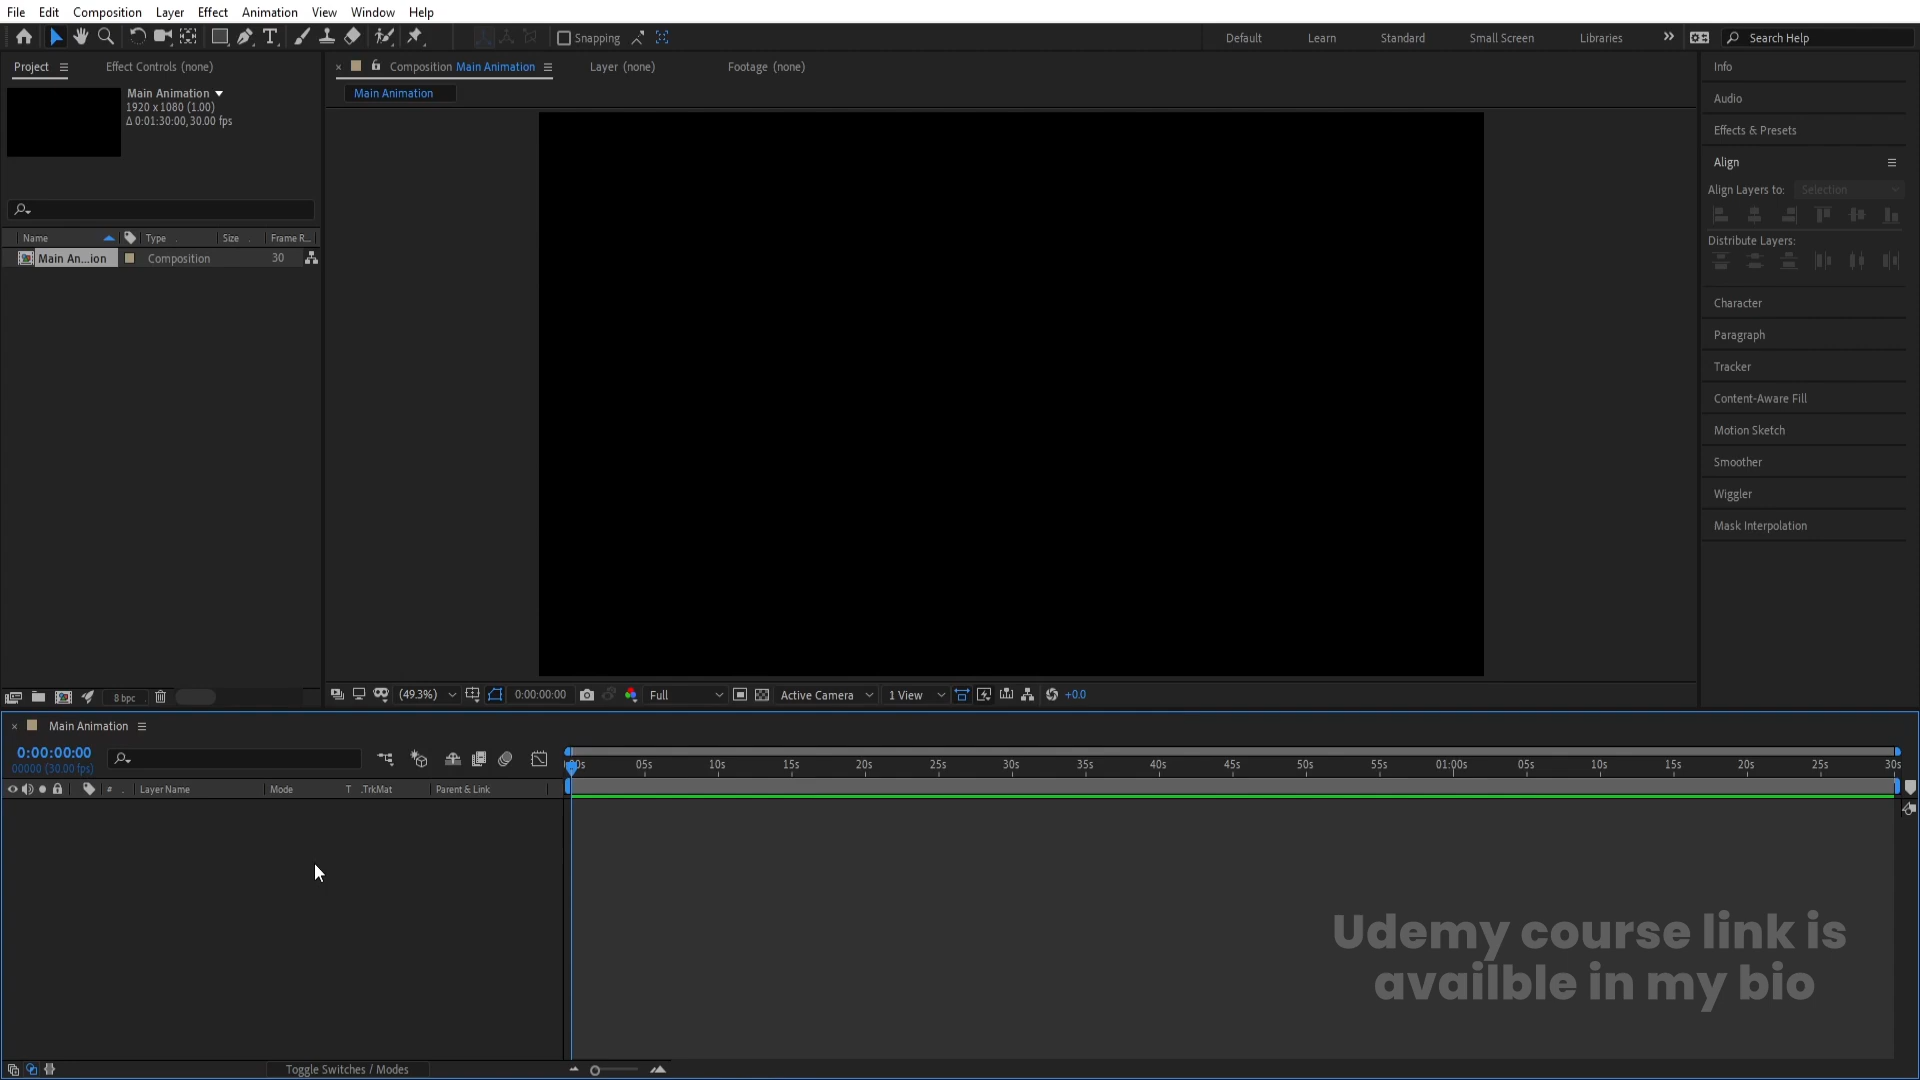 File Edit Composition Layer Effect Animation View Window Help
Snapping Default Learn Standard Small Screen Libraries Search Help
Project Effect Controls (none)
Composition Main Animation Layer (none) Footage (none)
Main Animation
Main Animation
1920 x 1080 (1.00)
Δ 0:01:30:00, 30.00 fps
Name Type Size Frame R...
Main An...ion Composition 30
Info
Audio
Effects & Presets
Align
Align Layers to: Selection
Distribute Layers:
Character
Paragraph
Tracker
Content-Aware Fill
Motion Sketch
Smoother
Wiggler
Mask Interpolation
8 bpc
(49.3%) 0:00:00:00 Full Active Camera 1 View +0.0
Main Animation
0:00:00:00
00000 (30.00 fps)
05s 10s 15s 20s 25s 30s 35s 40s 45s 50s 55s 01:00s 05s 10s 15s 20s 25s 30s
# Layer Name Mode T .TrkMat Parent & Link
Udemy course link is
availble in my bio
Toggle Switches / Modes